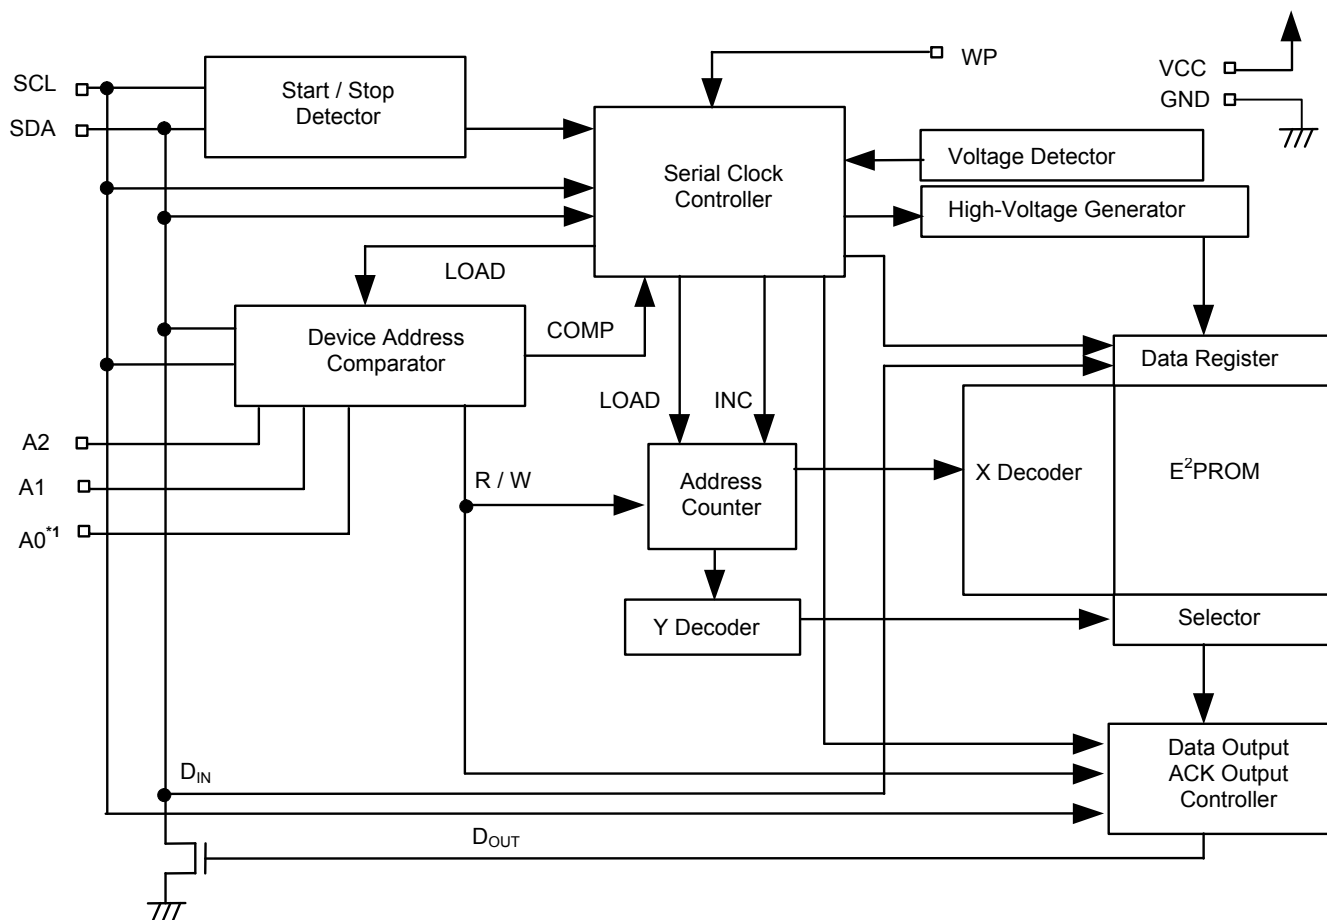 SCL
SDA
Start / Stop
Detector
WP
VCC
GND
Serial Clock
Controller
Voltage Detector
High-Voltage Generator
LOAD
Device Address
Comparator
COMP
LOAD
INC
Data Register
A2
A1
A0*1
R / W
Address
Counter
X Decoder
E²PROM
Y Decoder
Selector
DIN
DOUT
Data Output
ACK Output
Controller